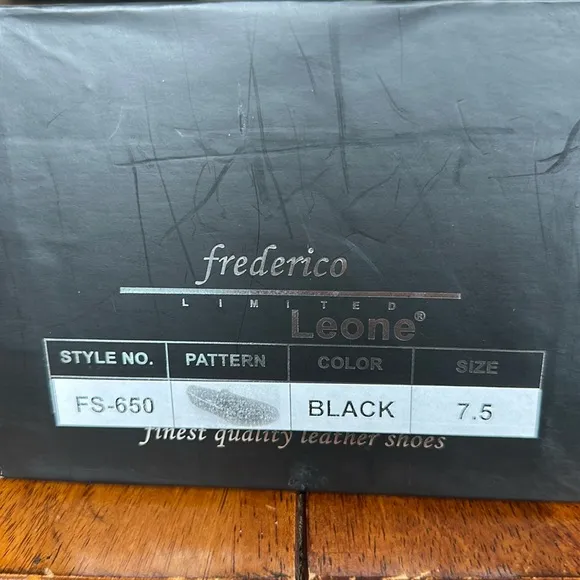 frederico
LIMITED
Leone®
STYLE NO. PATTERN COLOR SIZE
FS-650 BLACK 7.5
finest quality leather shoes